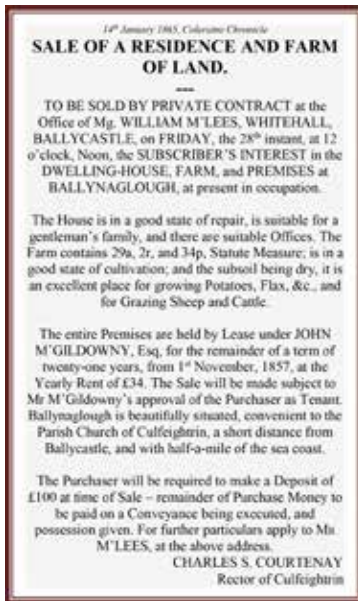 14th January 1865, Coleraine Chronicle
SALE OF A RESIDENCE AND FARM
OF LAND.
---
TO BE SOLD BY PRIVATE CONTRACT at the
Office of Mg. WILLIAM M'LEES, WHITEHALL,
BALLYCASTLE, on FRIDAY, the 28th instant, at 12
o'clock, Noon, the SUBSCRIBER'S INTEREST in the
DWELLING-HOUSE, FARM, and PREMISES at
BALLYNAGLOUGH, at present in occupation.
The House is in a good state of repair, is suitable for a
gentleman's family, and there are suitable Offices. The
Farm contains 29a, 2r, and 34p, Statute Measure; is in a
good state of cultivation; and the subsoil being dry, it is
an excellent place for growing Potatoes, Flax, &c., and
for Grazing Sheep and Cattle.
The entire Premises are held by Lease under JOHN
M'GILDOWNY, Esq, for the remainder of a term of
twenty-one years, from 1st November, 1857, at the
Yearly Rent of £34. The Sale will be made subject to
Mr M'Gildowny's approval of the Purchaser as Tenant.
Ballynaglough is beautifully situated, convenient to the
Parish Church of Culfeightrin, a short distance from
Ballycastle, and with half-a-mile of the sea coast.
The Purchaser will be required to make a Deposit of
£100 at time of Sale – remainder of Purchase Money to
be paid on a Conveyance being executed, and
possession given. For further particulars apply to Mr.
M'LEES, at the above address.
CHARLES S. COURTENAY
Rector of Culfeightrin